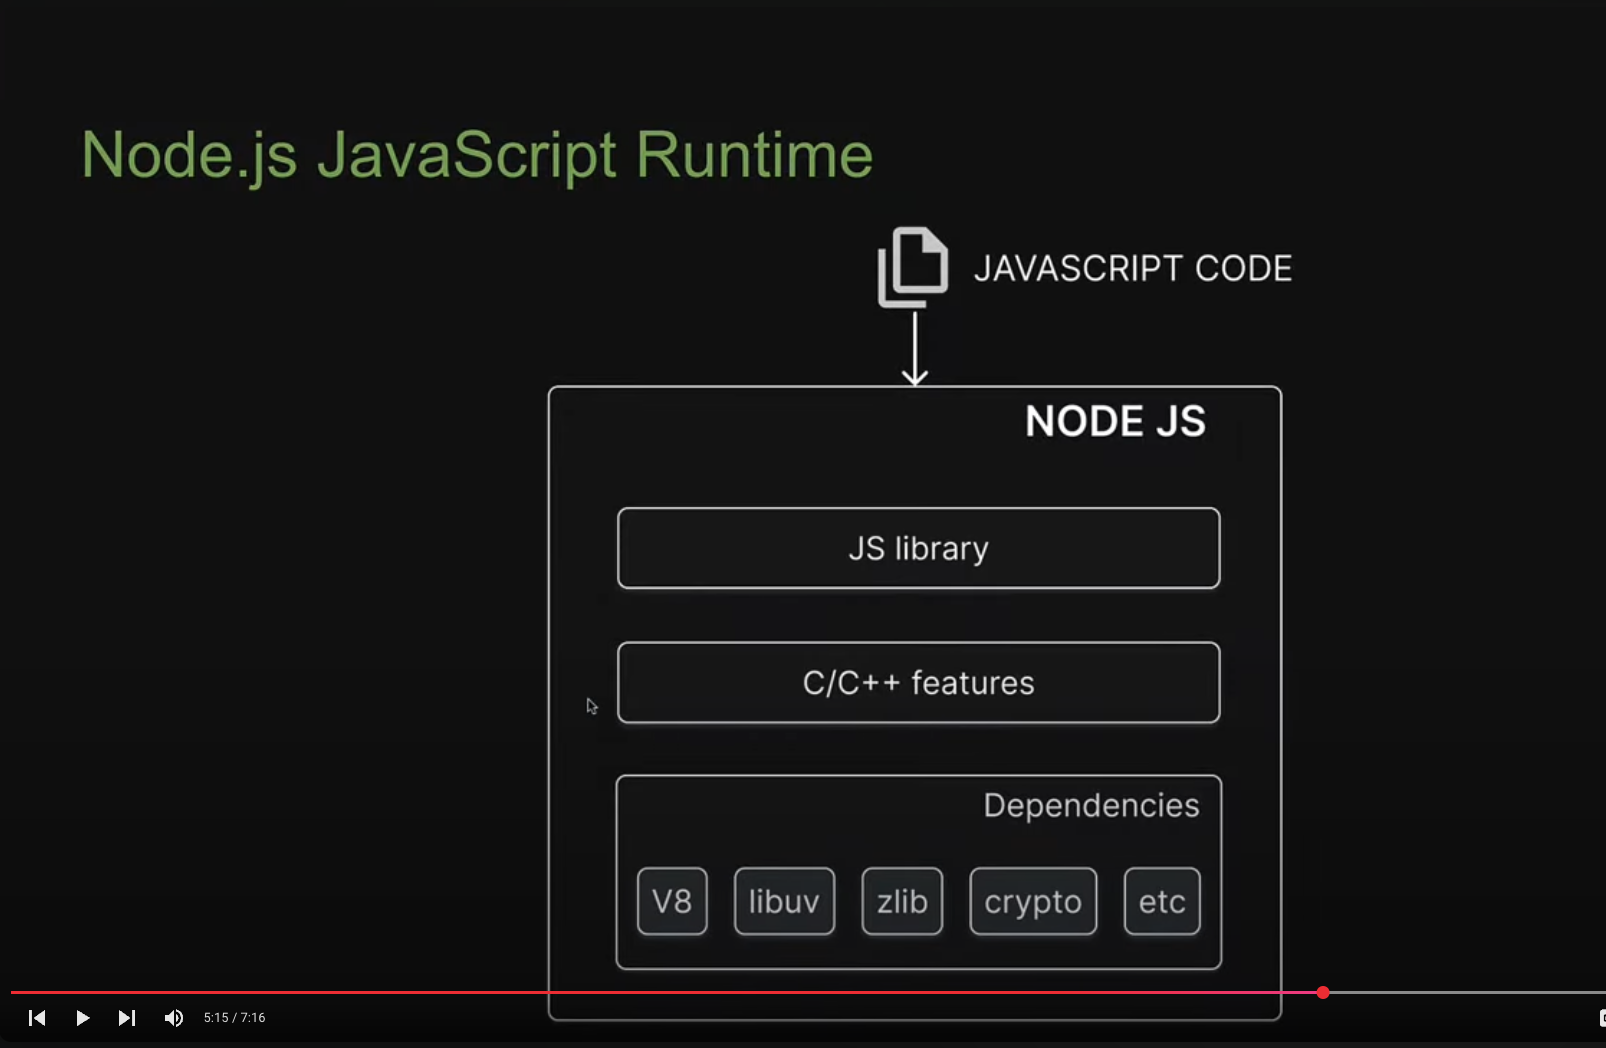 Node.js JavaScript Runtime
JAVASCRIPT CODE
NODE JS
JS library
C/C++ features
Dependencies
V8 libuv zlib crypto etc
5:15 / 7:16